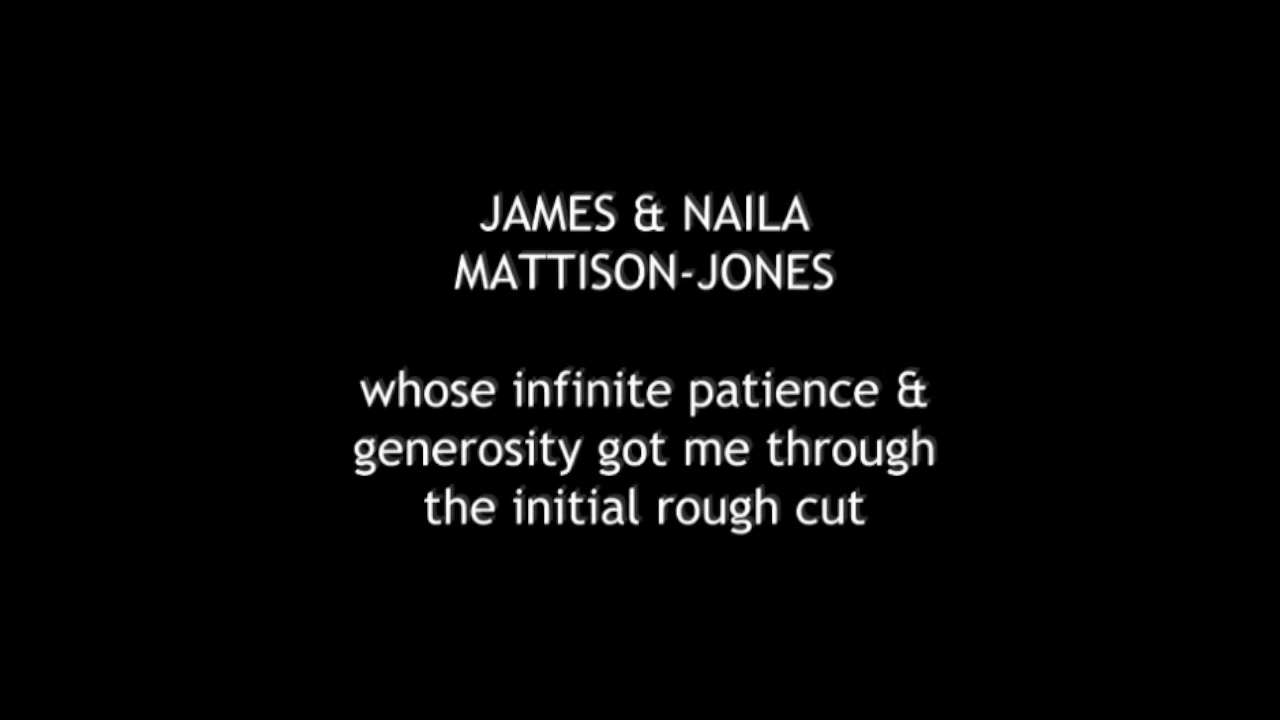 JAMES & NAILA
MATTISON-JONES
whose infinite patience &
generosity got me through
the initial rough cut